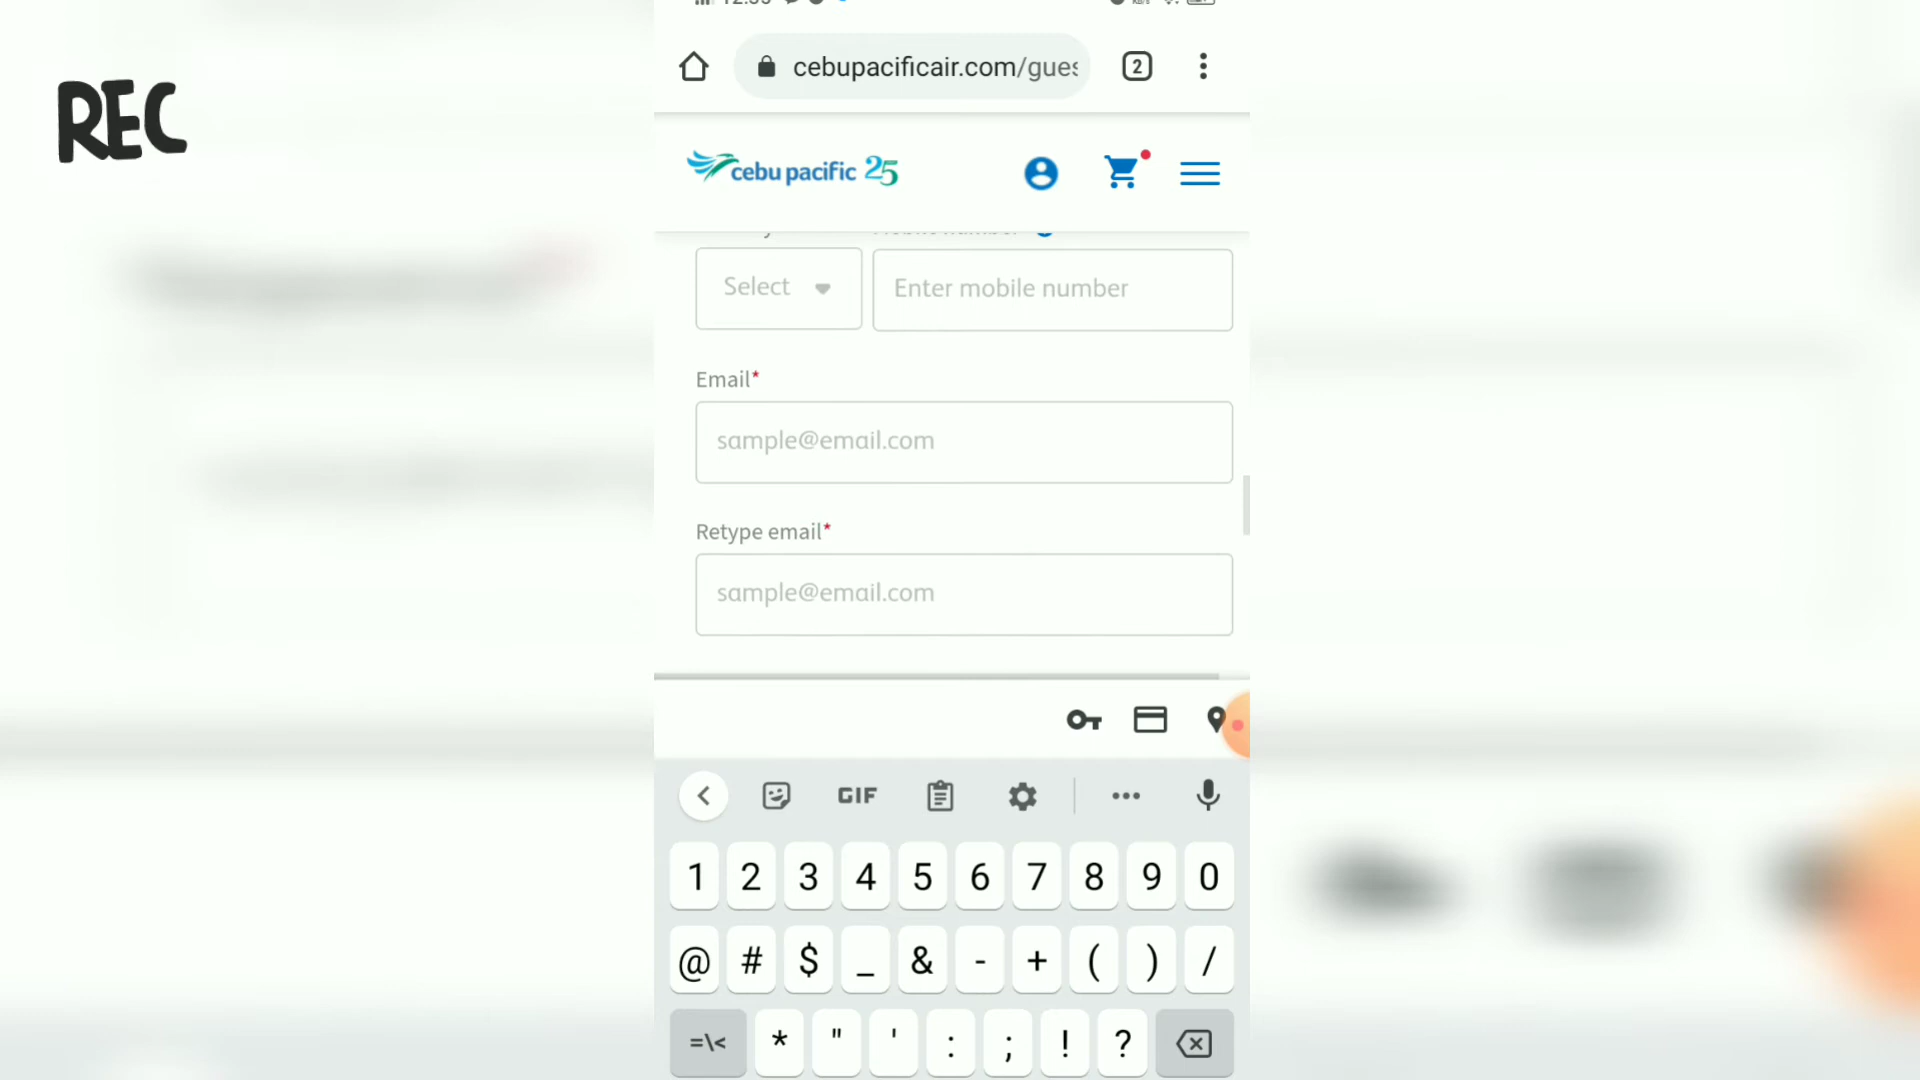 REC
cebupacificair.com/gues
2
cebu pacific 25
Select
Enter mobile number
Email*
sample@email.com
Retype email*
sample@email.com
GIF
1 2 3 4 5 6 7 8 9 0
@ # $ _ & - + ( ) /
=\< * " ' : ; ! ?